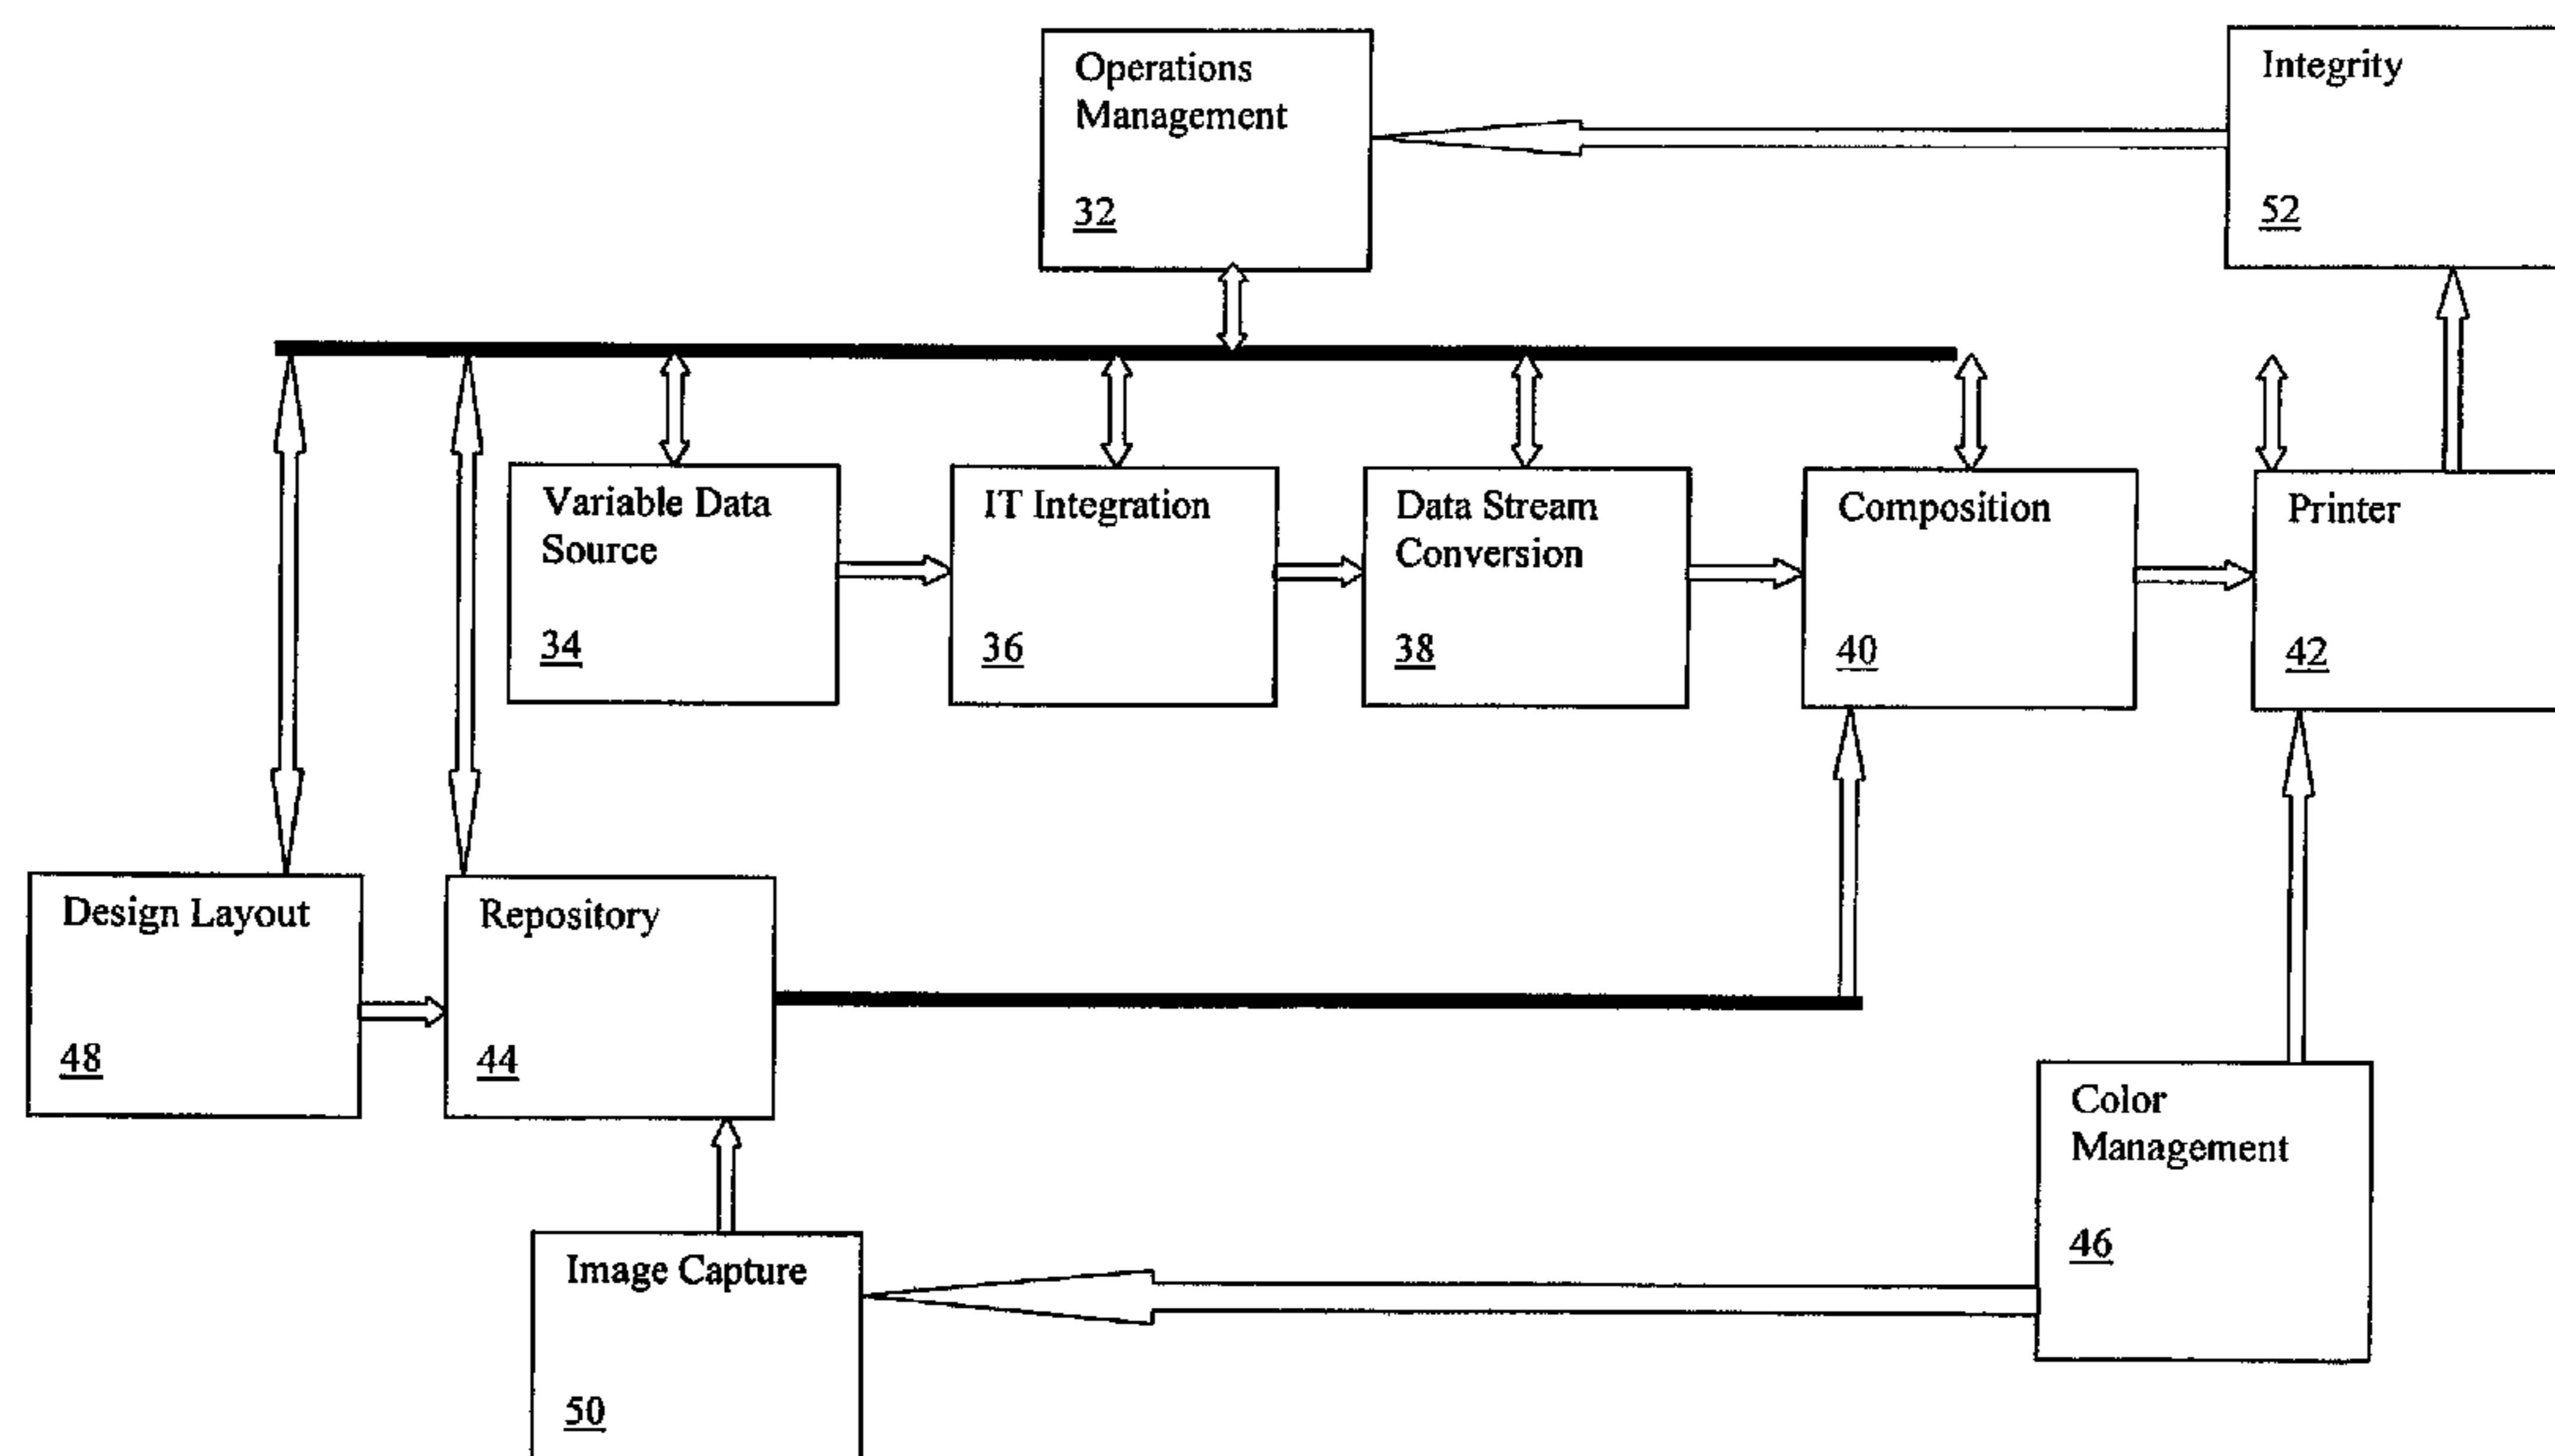 Operations
Management
32
Integrity
52
Variable Data
Source
34
IT Integration
36
Data Stream
Conversion
38
Composition
40
Printer
42
Design Layout
48
Repository
44
Color
Management
46
Image Capture
50